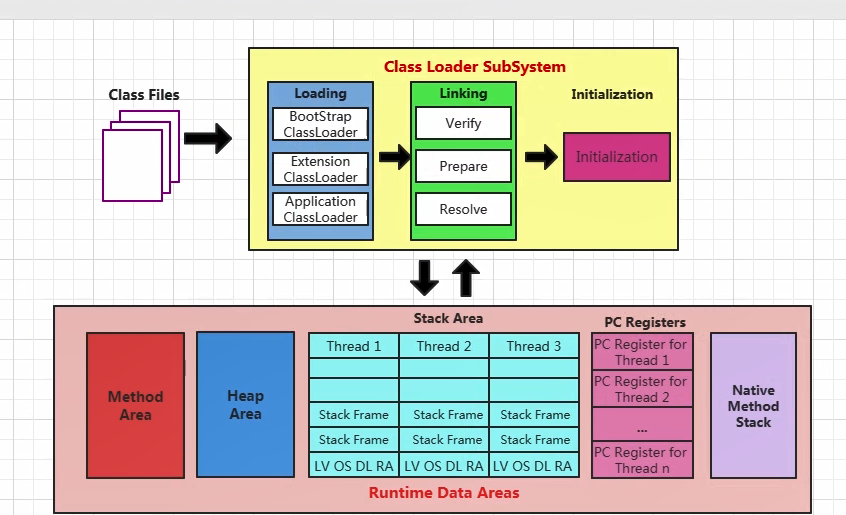 Class Loader SubSystem
Class Files
Loading
BootStrap
ClassLoader
Extension
ClassLoader
Application
ClassLoader
Linking
Verify
Prepare
Resolve
Initialization
Initialization
Stack Area
PC Registers
Method
Area
Heap
Area
Thread 1 Thread 2 Thread 3
Stack Frame Stack Frame Stack Frame
Stack Frame Stack Frame Stack Frame
LV OS DL RA LV OS DL RA LV OS DL RA
PC Register for
Thread 1
PC Register for
Thread 2
...
PC Register for
Thread n
Native
Method
Stack
Runtime Data Areas